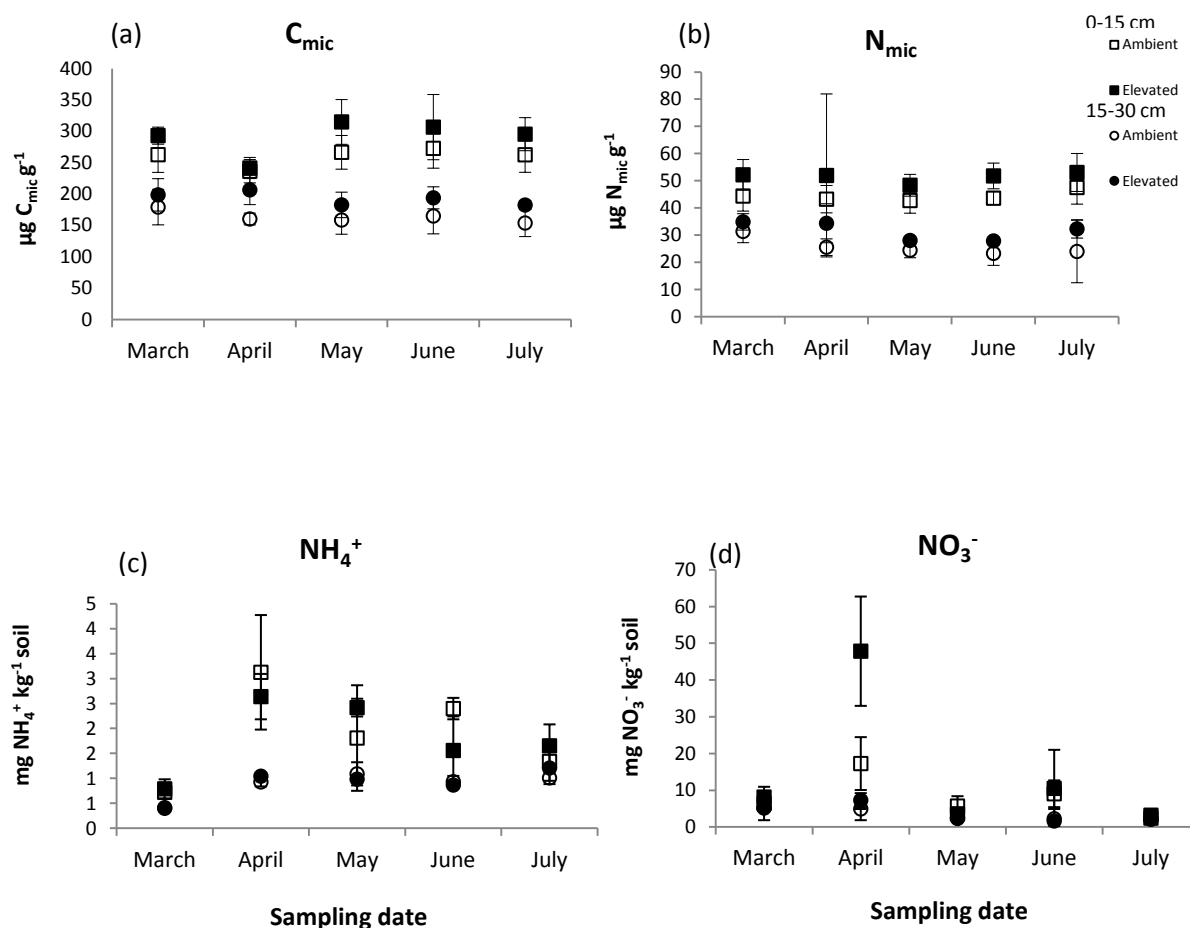 (a)
C_mic
400
350
300
250
200
150
100
50
0
µg C_mic g⁻¹
March April May June July
(b)
N_mic
90
80
70
60
50
40
30
20
10
0
µg N_mic g⁻¹
March April May June July
0-15 cm
Ambient
Elevated
15-30 cm
Ambient
Elevated
(c)
NH₄⁺
5
4
4
3
3
2
2
1
1
0
mg NH₄⁺ kg⁻¹ soil
March April May June July
Sampling date
(d)
NO₃⁻
70
60
50
40
30
20
10
0
mg NO₃⁻ kg⁻¹ soil
March April May June July
Sampling date